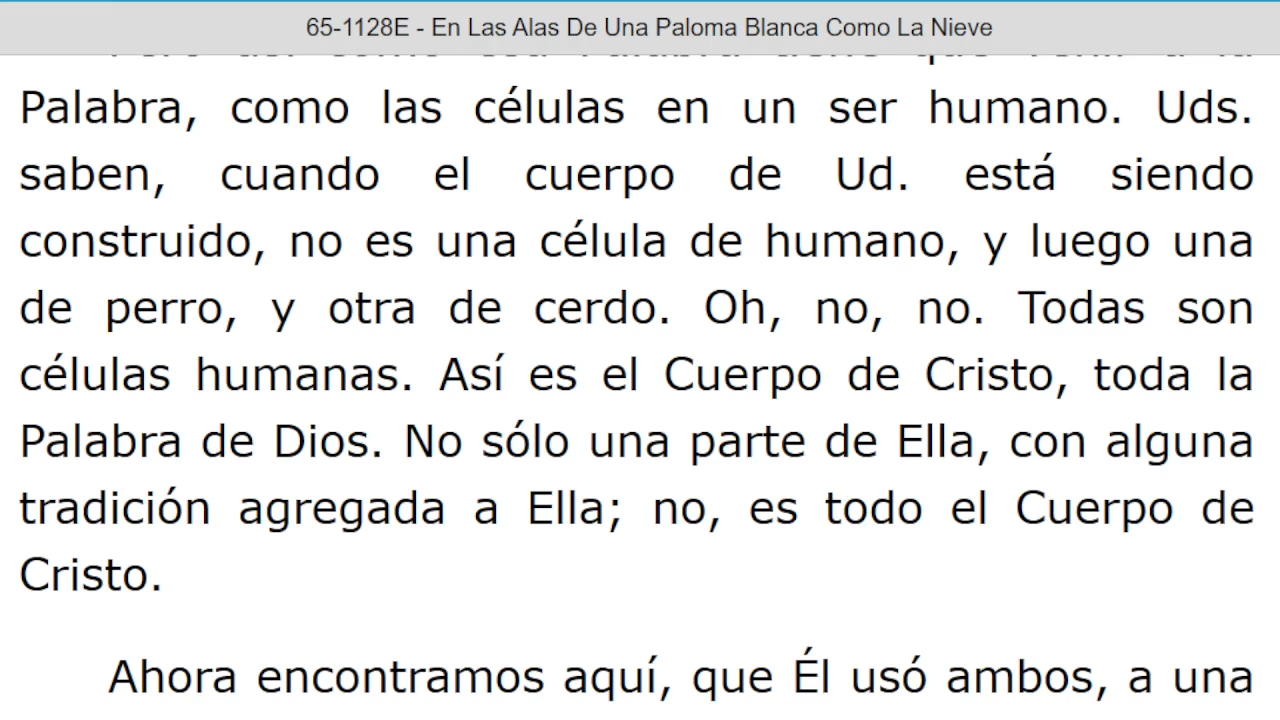 65-1128E - En Las Alas De Una Paloma Blanca Como La Nieve
Palabra, como las células en un ser humano. Uds.
saben, cuando el cuerpo de Ud. está siendo
construido, no es una célula de humano, y luego una
de perro, y otra de cerdo. Oh, no, no. Todas son
células humanas. Así es el Cuerpo de Cristo, toda la
Palabra de Dios. No sólo una parte de Ella, con alguna
tradición agregada a Ella; no, es todo el Cuerpo de
Cristo.
Ahora encontramos aquí, que Él usó ambos, a una